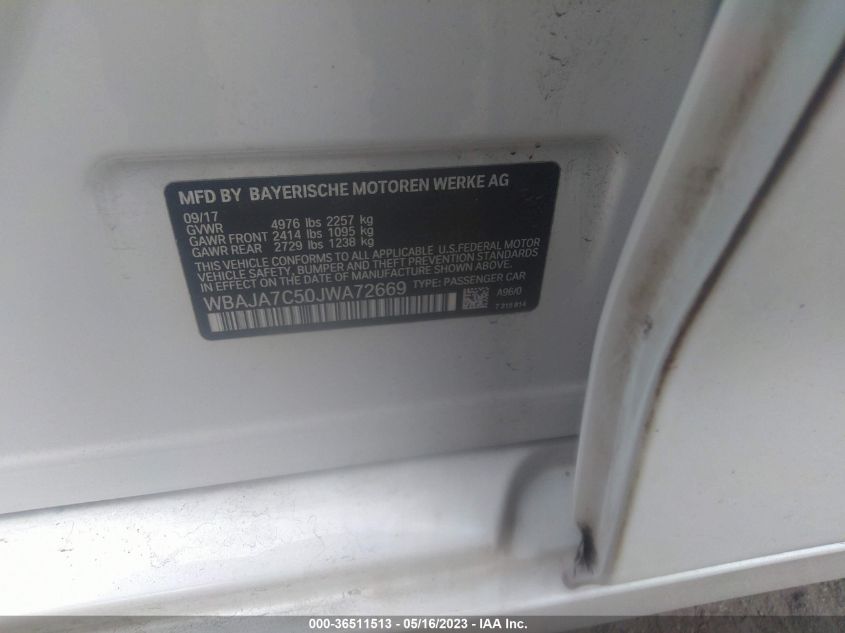 MFD BY BAYERISCHE MOTOREN WERKE AG
09/17
GVWR 4976 lbs 2257 kg
GAWR FRONT 2414 lbs 1095 kg
GAWR REAR 2729 lbs 1238 kg
THIS VEHICLE CONFORMS TO ALL APPLICABLE U.S.FEDERAL MOTOR
VEHICLE SAFETY, BUMPER AND THEFT PREVENTION STANDARDS
IN EFFECT ON THE DATE OF MANUFACTURE SHOWN ABOVE.
WBAJA7C50JWA72669 TYPE: PASSENGER CAR
A96/0
7 319 814
000-36511513 - 05/16/2023 - IAA Inc.